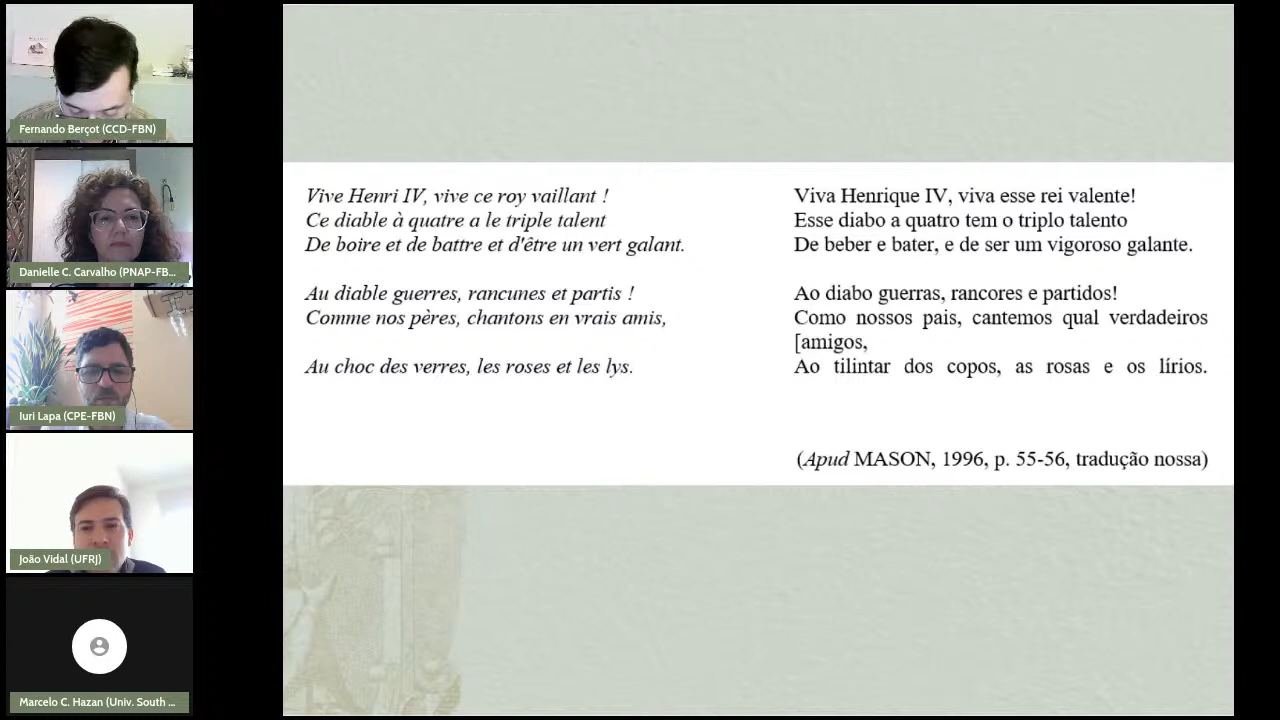 Fernando Berçot (CCD-FBN)
Danielle C. Carvalho (PNAP-FB...
Iuri Lapa (CPE-FBN)
João Vidal (UFRJ)
Marcelo C. Hazan (Univ. South ...
Vive Henri IV, vive ce roy vaillant !
Ce diable à quatre a le triple talent
De boire et de battre et d'être un vert galant.
Au diable guerres, rancunes et partis !
Comme nos pères, chantons en vrais amis,
Au choc des verres, les roses et les lys.
Viva Henrique IV, viva esse rei valente!
Esse diabo a quatro tem o triplo talento
De beber e bater, e de ser um vigoroso galante.
Ao diabo guerras, rancores e partidos!
Como nossos pais, cantemos qual verdadeiros
[amigos,
Ao tilintar dos copos, as rosas e os lírios.
(Apud MASON, 1996, p. 55-56, tradução nossa)